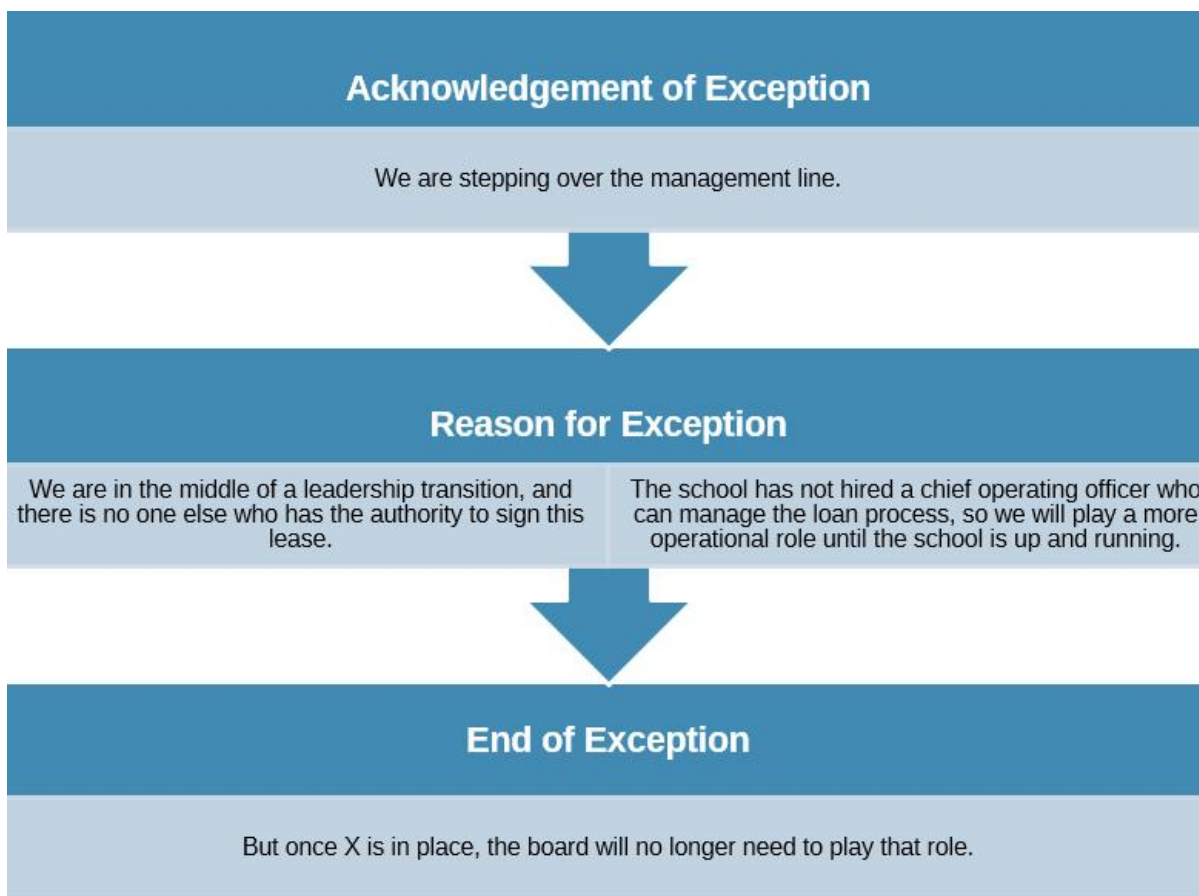 Acknowledgement of Exception
We are stepping over the management line.
Reason for Exception
We are in the middle of a leadership transition, and
there is no one else who has the authority to sign this
lease.
The school has not hired a chief operating officer who
can manage the loan process, so we will play a more
operational role until the school is up and running.
End of Exception
But once X is in place, the board will no longer need to play that role.